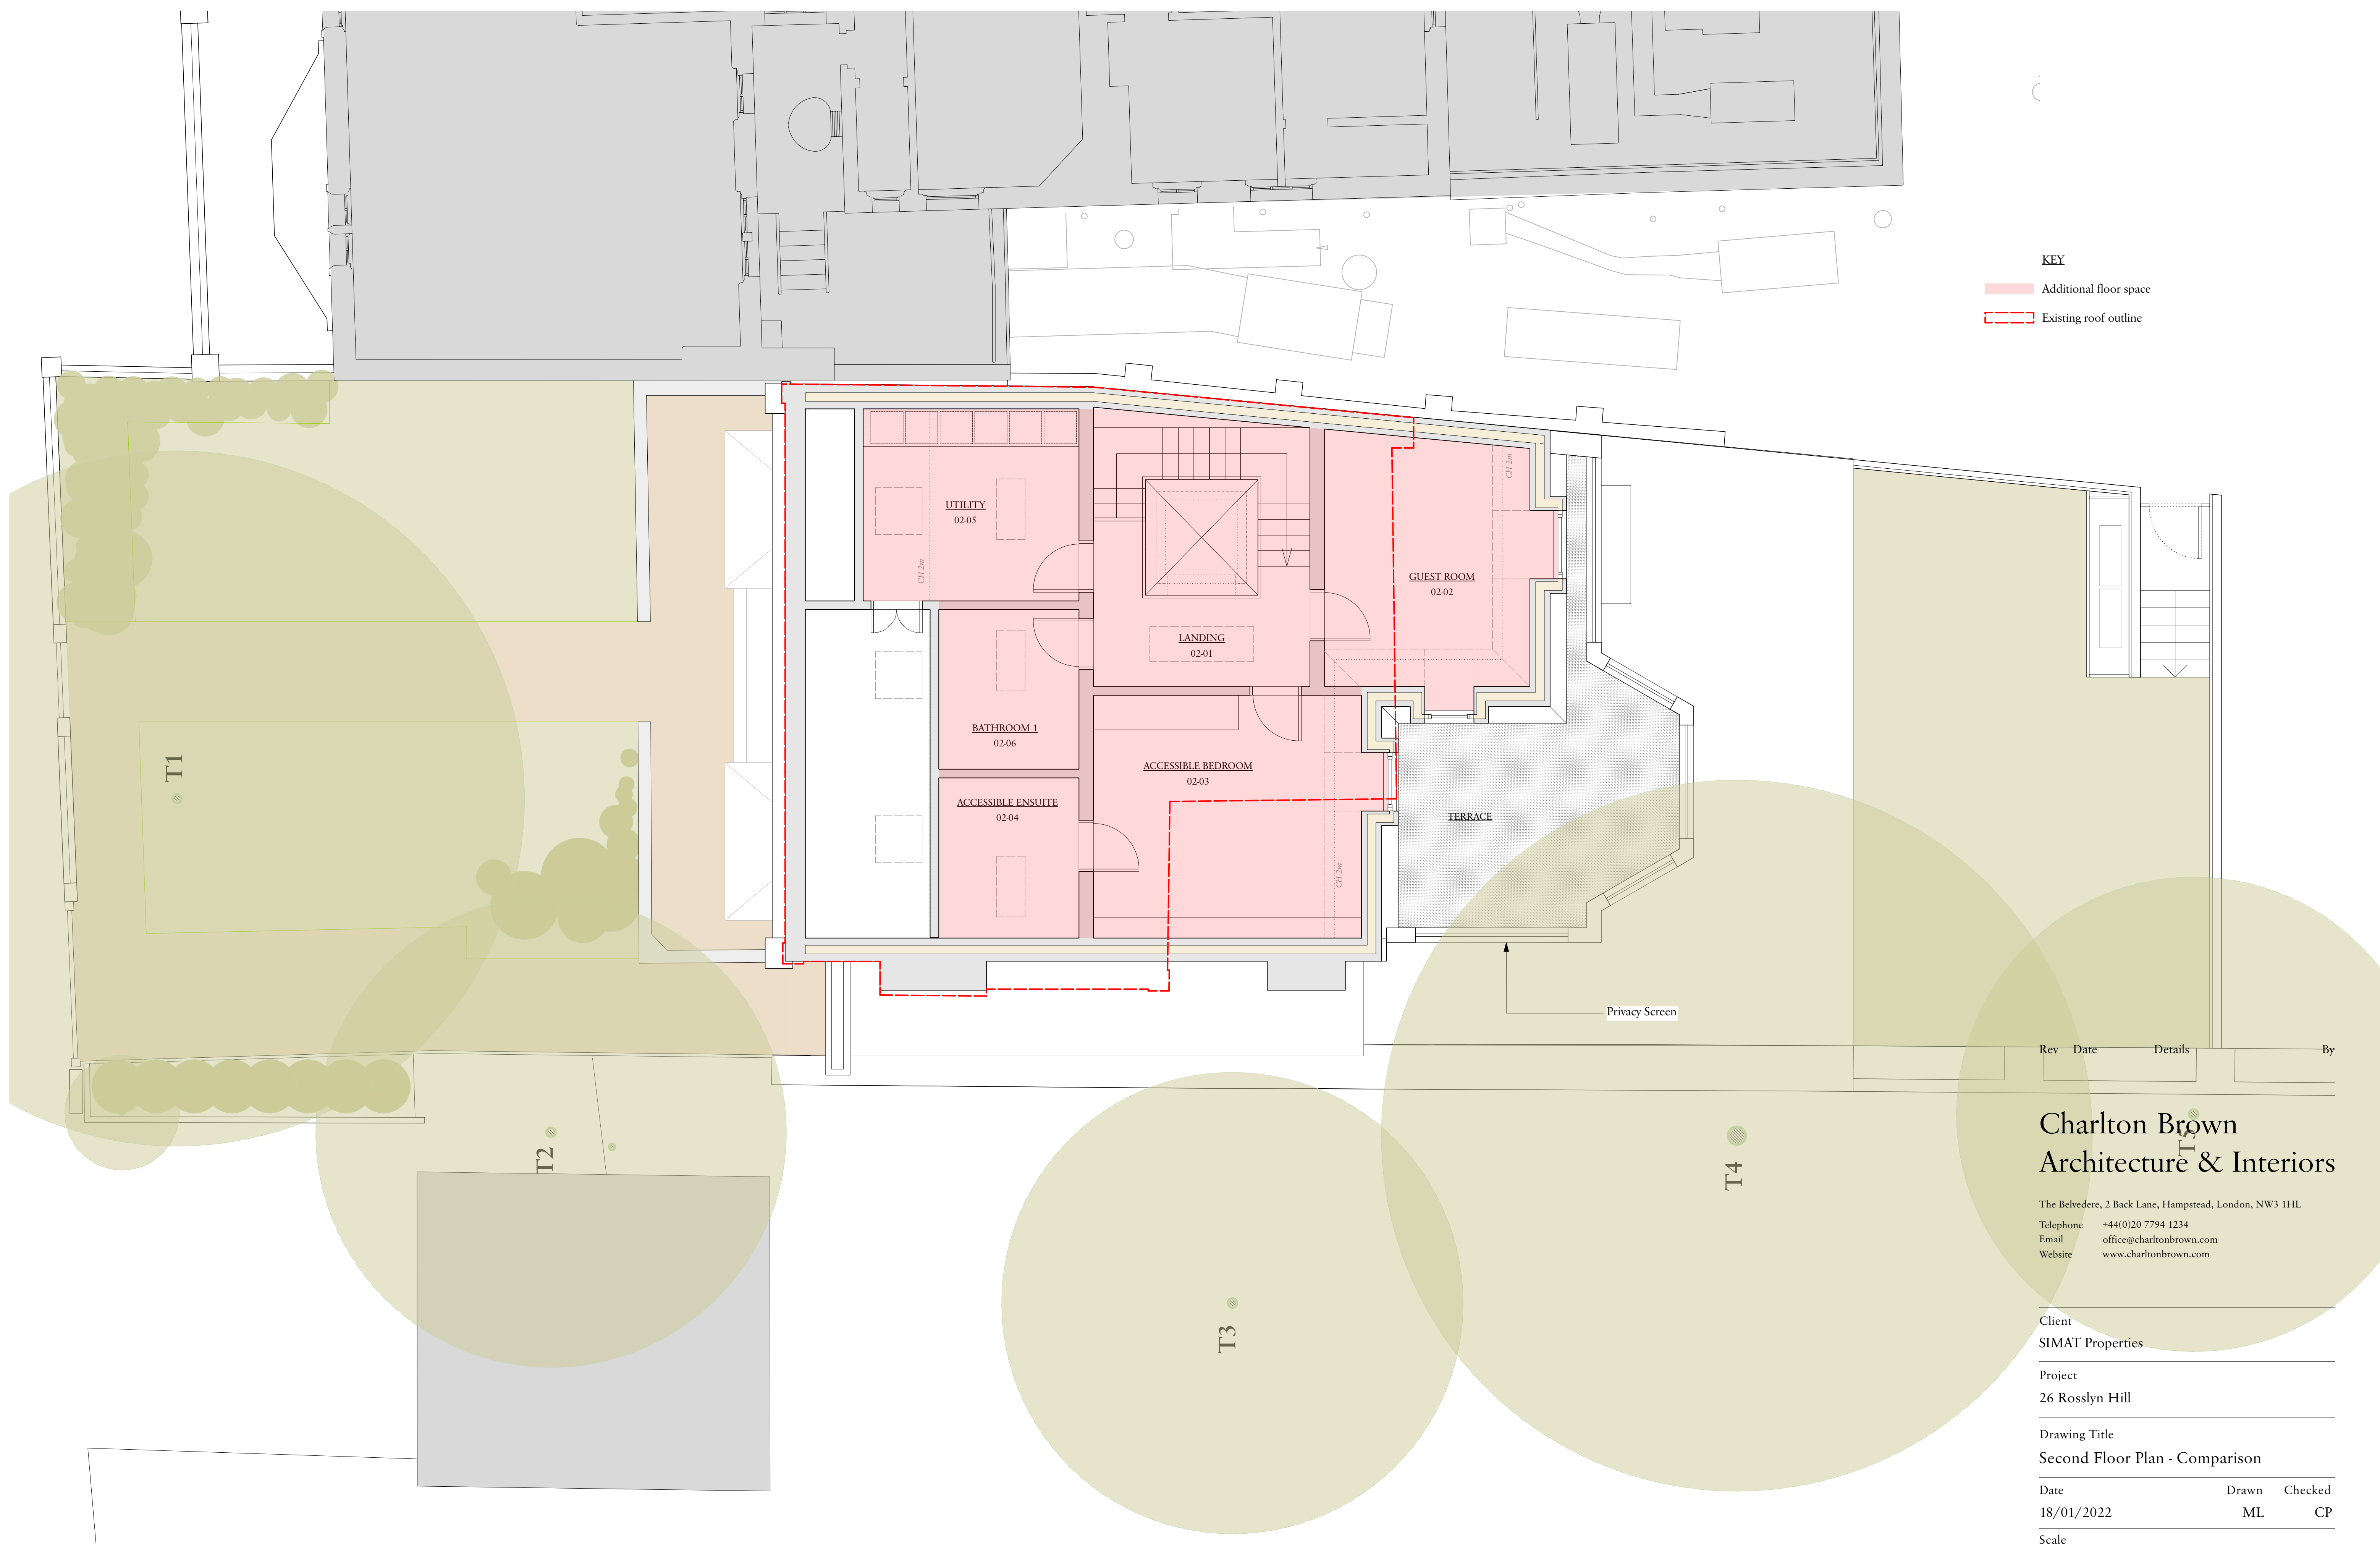 KEY
Additional floor space
Existing roof outline
CH 2m
UTILITY
02-05
CH 2m
GUEST ROOM
02-02
LANDING
02-01
BATHROOM 1
02-06
ACCESSIBLE BEDROOM
02-03
ACCESSIBLE ENSUITE
02-04
CH 2m
TERRACE
Privacy Screen
T1
T2
T3
T4
T5
Rev Date Details By
Charlton Brown
Architecture & Interiors
The Belvedere, 2 Back Lane, Hampstead, London, NW3 1HL
Telephone +44(0)20 7794 1234
Email office@charltonbrown.com
Website www.charltonbrown.com
Client
SIMAT Properties
Project
26 Rosslyn Hill
Drawing Title
Second Floor Plan - Comparison
Date Drawn Checked
18/01/2022 ML CP
Scale